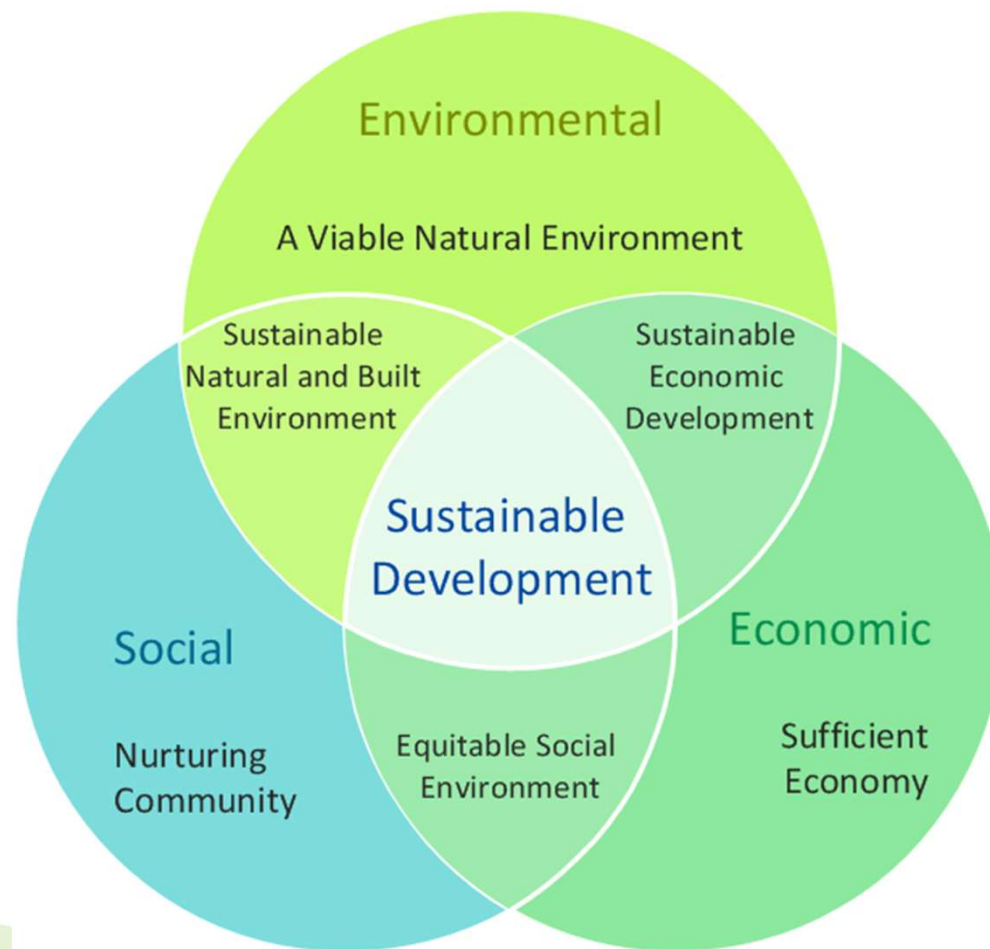 Environmental
A Viable Natural Environment
Sustainable
Natural and Built
Environment
Sustainable
Economic
Development
Sustainable
Development
Social
Nurturing
Community
Equitable Social
Environment
Economic
Sufficient
Economy